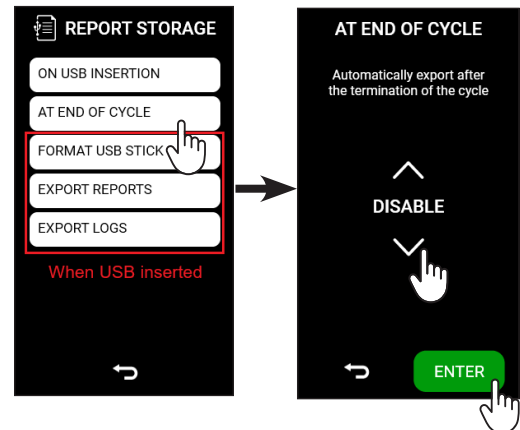 REPORT STORAGE
ON USB INSERTION
AT END OF CYCLE
FORMAT USB STICK
EXPORT REPORTS
EXPORT LOGS
When USB inserted
AT END OF CYCLE
Automatically export after
the termination of the cycle
DISABLE
ENTER